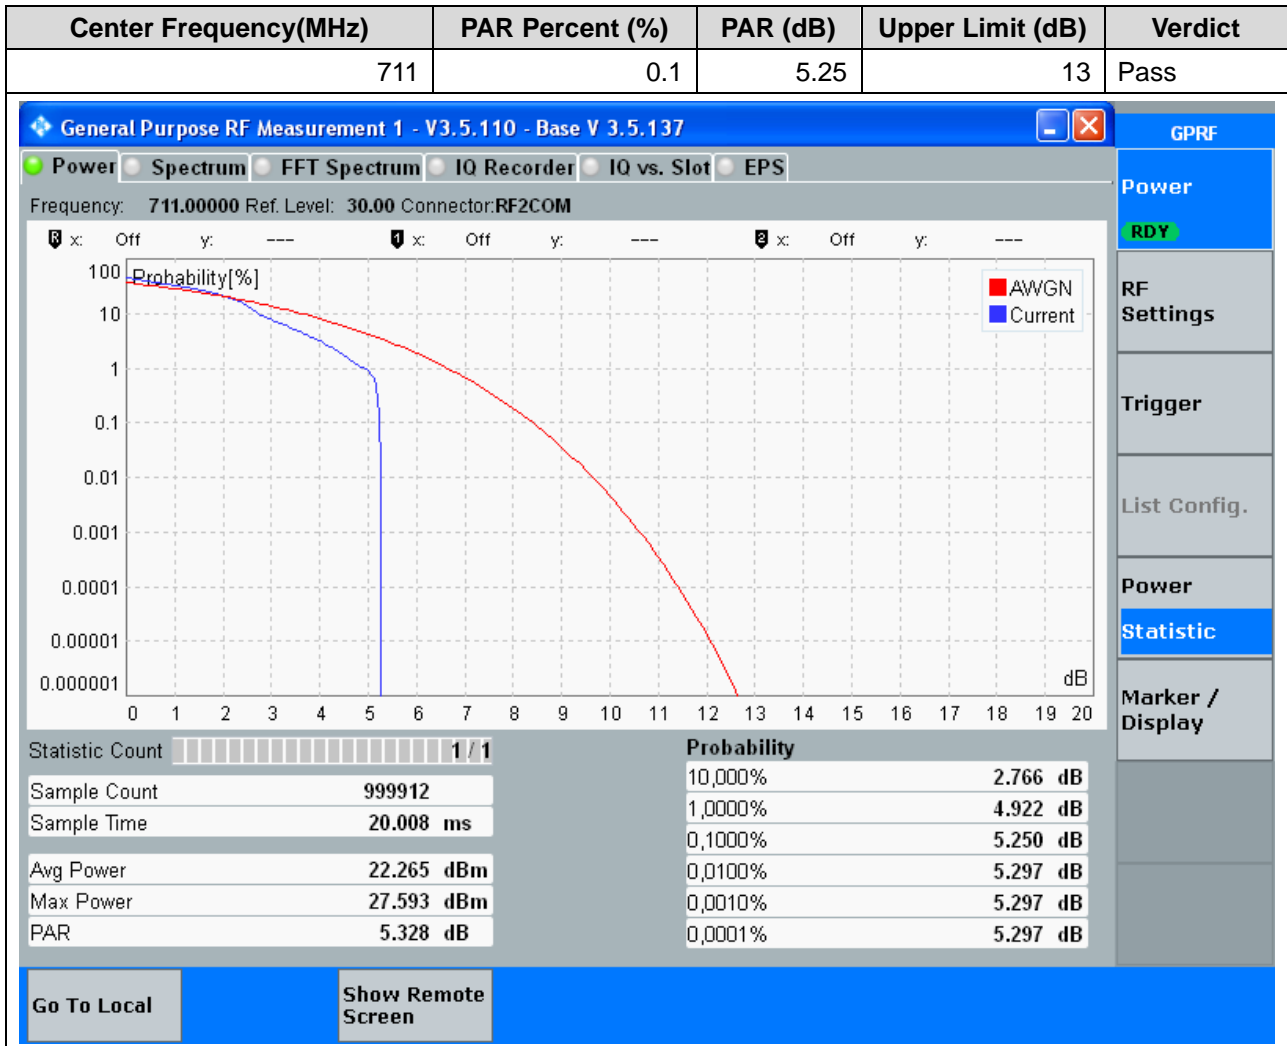 Center Frequency(MHz) PAR Percent (%) PAR (dB) Upper Limit (dB) Verdict
711 0.1 5.25 13 Pass
General Purpose RF Measurement 1 - V3.5.110 - Base V 3.5.137
GPRF
Power Spectrum FFT Spectrum IQ Recorder IQ vs. Slot EPS
Power
RDY
Frequency: 711.00000 Ref. Level: 30.00 Connector:RF2COM
R x: Off y: --- 1 x: Off y: --- 2 x: Off y: ---
Probability[%]
AWGN
Current
100
10
1
0.1
0.01
0.001
0.0001
0.00001
0.000001
dB
0 1 2 3 4 5 6 7 8 9 10 11 12 13 14 15 16 17 18 19 20
RF
Settings
Trigger
List Config.
Power
Statistic
Marker /
Display
Statistic Count 1 / 1
Sample Count 999912
Sample Time 20.008 ms
Avg Power 22.265 dBm
Max Power 27.593 dBm
PAR 5.328 dB
Probability
10,000% 2.766 dB
1,0000% 4.922 dB
0,1000% 5.250 dB
0,0100% 5.297 dB
0,0010% 5.297 dB
0,0001% 5.297 dB
Go To Local
Show Remote
Screen